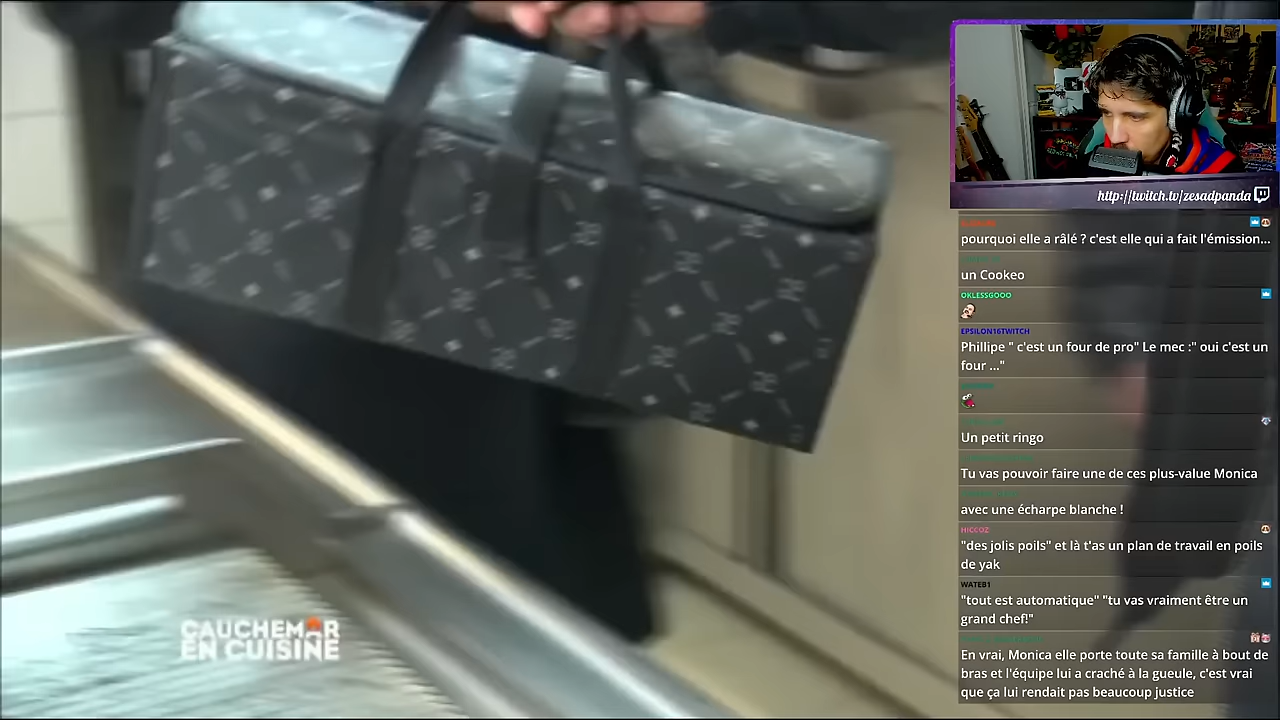 http://twitch.tv/zesadpanda
pourquoi elle a râlé ? c'est elle qui a fait l'émission...
un Cookeo
OKLESSGOOO
EPSILON16TWITCH
Phillipe " c'est un four de pro" Le mec :" oui c'est un
four ..."
Un petit ringo
Tu vas pouvoir faire une de ces plus-value Monica
avec une écharpe blanche !
HICCOZ
"des jolis poils" et là t'as un plan de travail en poils
de yak
WATEB1
"tout est automatique" "tu vas vraiment être un
grand chef!"
CAUCHEMAR
EN CUISINE
En vrai, Monica elle porte toute sa famille à bout de
bras et l'équipe lui a craché à la gueule, c'est vrai
que ça lui rendait pas beaucoup justice